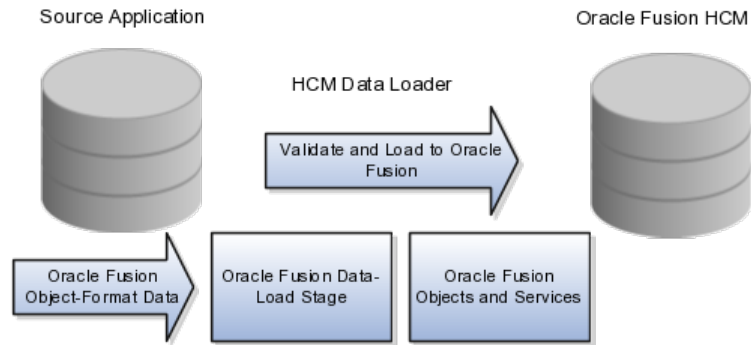 Source Application
Oracle Fusion HCM
HCM Data Loader
Validate and Load to Oracle
Fusion
Oracle Fusion
Object-Format Data
Oracle Fusion Data-
Load Stage
Oracle Fusion
Objects and Services